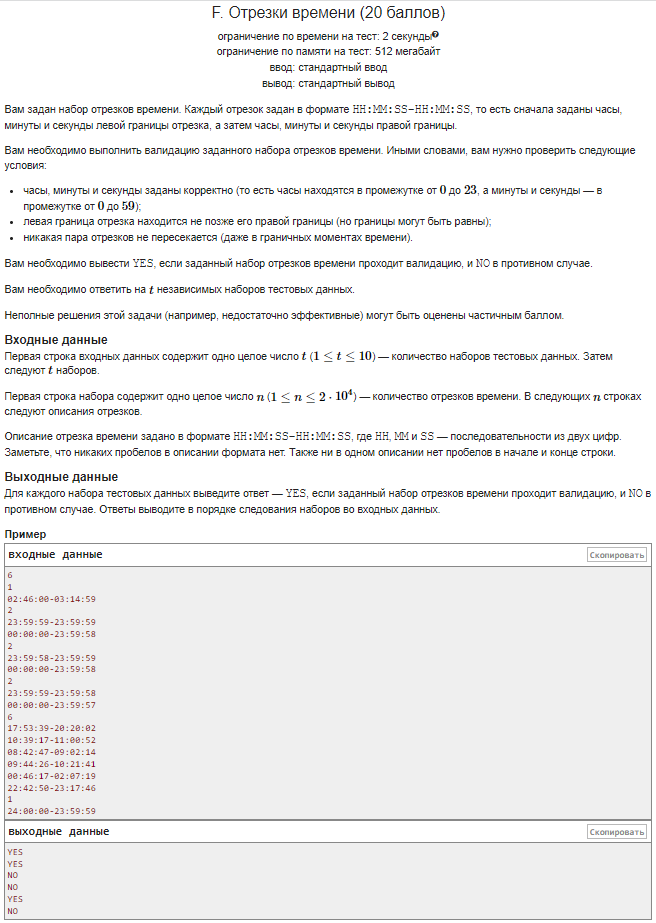 F. Отрезки времени (20 баллов)
ограничение по времени на тест: 2 секунды?
ограничение по памяти на тест: 512 мегабайт
ввод: стандартный ввод
вывод: стандартный вывод
Вам задан набор отрезков времени. Каждый отрезок задан в формате HH:MM:SS-HH:MM:SS, то есть сначала заданы часы,
минуты и секунды левой границы отрезка, а затем часы, минуты и секунды правой границы.
Вам необходимо выполнить валидацию заданного набора отрезков времени. Иными словами, вам нужно проверить следующие
условия:
• часы, минуты и секунды заданы корректно (то есть часы находятся в промежутке от 0 до 23, а минуты и секунды — в
промежутке от 0 до 59);
• левая граница отрезка находится не позже его правой границы (но границы могут быть равны);
• никакая пара отрезков не пересекается (даже в граничных моментах времени).
Вам необходимо вывести YES, если заданный набор отрезков времени проходит валидацию, и NO в противном случае.
Вам необходимо ответить на t независимых наборов тестовых данных.
Неполные решения этой задачи (например, недостаточно эффективные) могут быть оценены частичным баллом.
Входные данные
Первая строка входных данных содержит одно целое число t (1 ≤ t ≤ 10) — количество наборов тестовых данных. Затем
следуют t наборов.
Первая строка набора содержит одно целое число n (1 ≤ n ≤ 2 · 10⁴) — количество отрезков времени. В следующих n строках
следуют описания отрезков.
Описание отрезка времени задано в формате HH:MM:SS-HH:MM:SS, где HH, MM и SS — последовательности из двух цифр.
Заметьте, что никаких пробелов в описании формата нет. Также ни в одном описании нет пробелов в начале и конце строки.
Выходные данные
Для каждого набора тестовых данных выведите ответ — YES, если заданный набор отрезков времени проходит валидацию, и NO в
противном случае. Ответы выводите в порядке следования наборов во входных данных.
Пример
входные данные
Скопировать
6
1
02:46:00-03:14:59
2
23:59:59-23:59:59
00:00:00-23:59:58
2
23:59:58-23:59:59
00:00:00-23:59:58
2
23:59:59-23:59:58
00:00:00-23:59:57
6
17:53:39-20:20:02
10:39:17-11:00:52
08:42:47-09:02:14
09:44:26-10:21:41
00:46:17-02:07:19
22:42:50-23:17:46
1
24:00:00-23:59:59
выходные данные
Скопировать
YES
YES
NO
NO
YES
NO